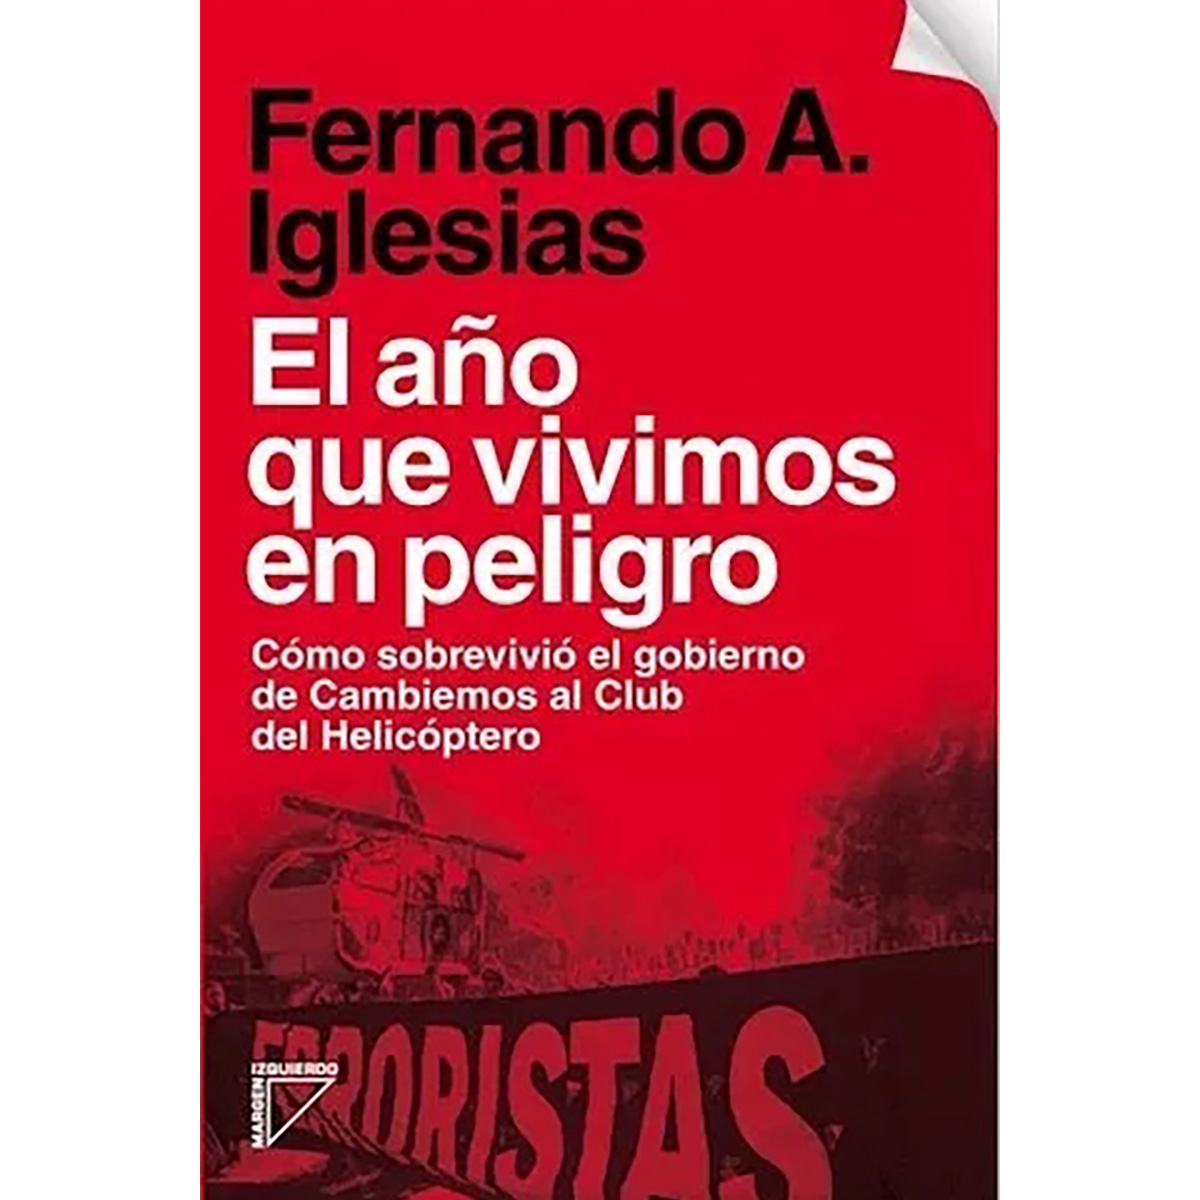 Fernando A.
Iglesias
El año
que vivimos
en peligro
Cómo sobrevivió el gobierno
de Cambiemos al Club
del Helicóptero
ERRORISTAS
MARGEN
IZQUIERDO